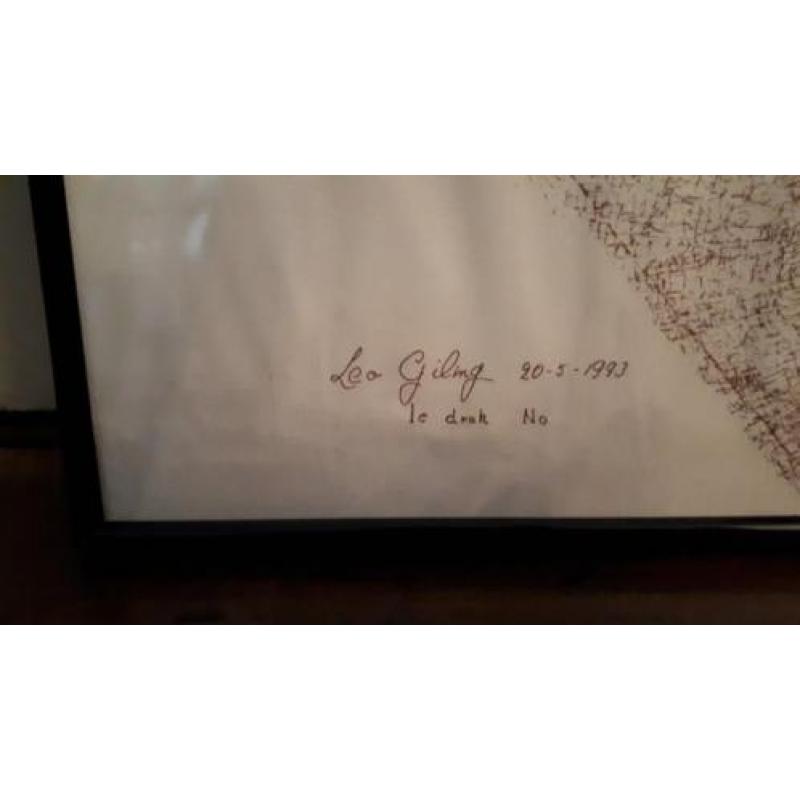 Leo Gilmg 20-5-1993
1e druk No